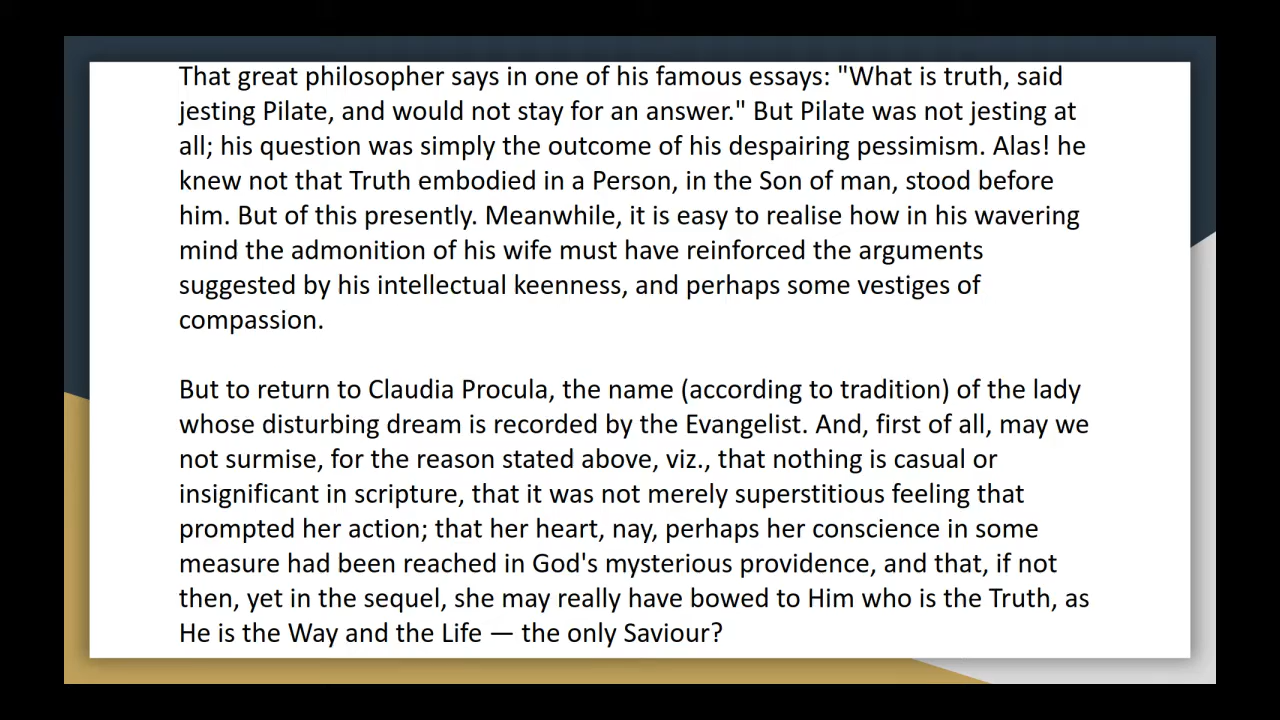 That great philosopher says in one of his famous essays: "What is truth, said
jesting Pilate, and would not stay for an answer." But Pilate was not jesting at
all; his question was simply the outcome of his despairing pessimism. Alas! he
knew not that Truth embodied in a Person, in the Son of man, stood before
him. But of this presently. Meanwhile, it is easy to realise how in his wavering
mind the admonition of his wife must have reinforced the arguments
suggested by his intellectual keenness, and perhaps some vestiges of
compassion.
But to return to Claudia Procula, the name (according to tradition) of the lady
whose disturbing dream is recorded by the Evangelist. And, first of all, may we
not surmise, for the reason stated above, viz., that nothing is casual or
insignificant in scripture, that it was not merely superstitious feeling that
prompted her action; that her heart, nay, perhaps her conscience in some
measure had been reached in God's mysterious providence, and that, if not
then, yet in the sequel, she may really have bowed to Him who is the Truth, as
He is the Way and the Life — the only Saviour?